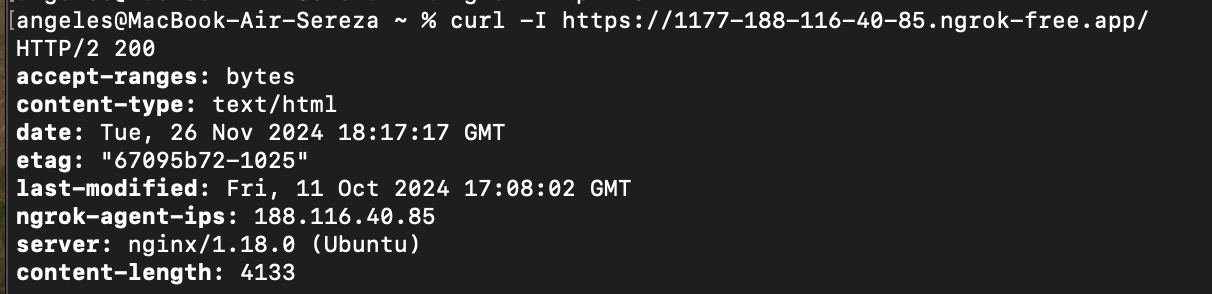 [angeles@MacBook-Air-Sereza ~ % curl -I https://1177-188-116-40-85.ngrok-free.app/
HTTP/2 200
accept-ranges: bytes
content-type: text/html
date: Tue, 26 Nov 2024 18:17:17 GMT
etag: "67095b72-1025"
last-modified: Fri, 11 Oct 2024 17:08:02 GMT
ngrok-agent-ips: 188.116.40.85
server: nginx/1.18.0 (Ubuntu)
content-length: 4133